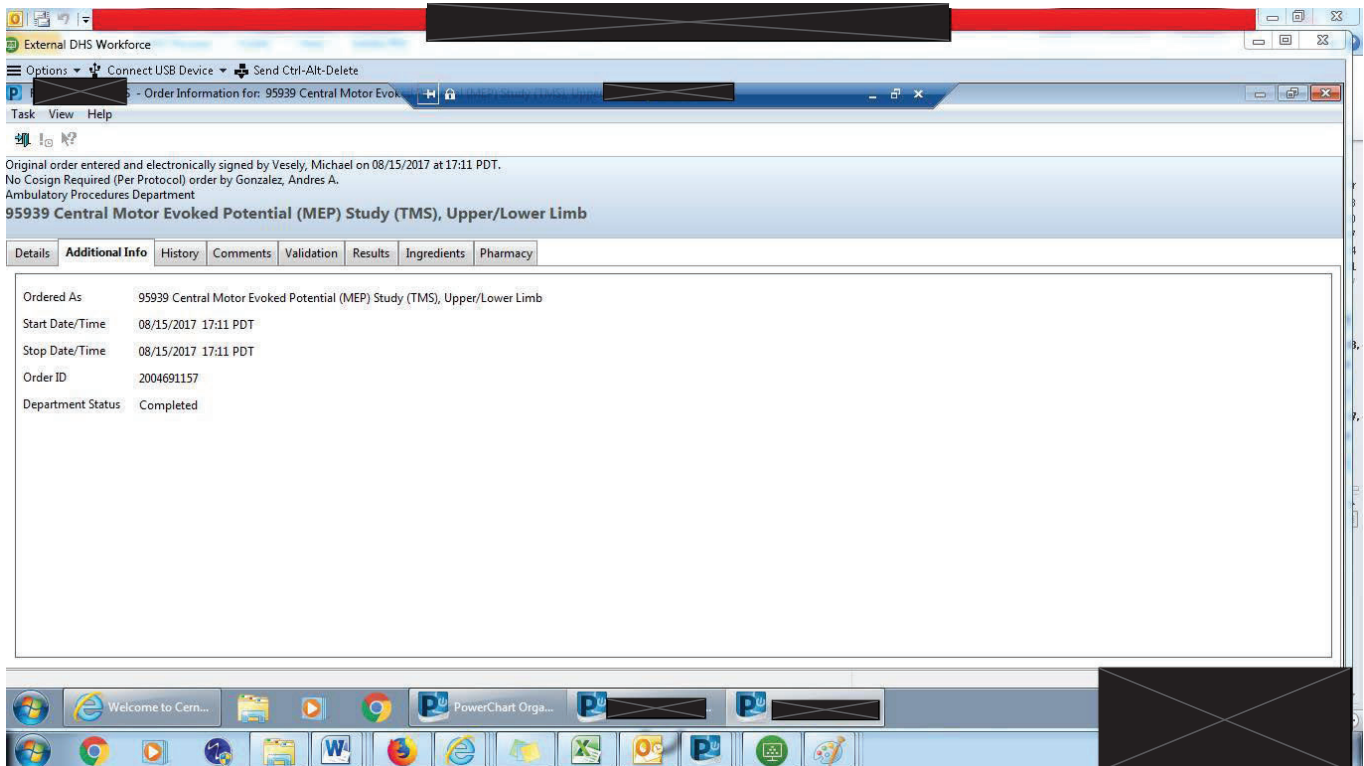 External DHS Workforce
Options Connect USB Device Send Ctrl-Alt-Delete
- Order Information for: 95939 Central Motor Evok
Task View Help
Original order entered and electronically signed by Vesely, Michael on 08/15/2017 at 17:11 PDT.
No Cosign Required (Per Protocol) order by Gonzalez, Andres A.
Ambulatory Procedures Department
95939 Central Motor Evoked Potential (MEP) Study (TMS), Upper/Lower Limb
Details Additional Info History Comments Validation Results Ingredients Pharmacy
Ordered As 95939 Central Motor Evoked Potential (MEP) Study (TMS), Upper/Lower Limb
Start Date/Time 08/15/2017 17:11 PDT
Stop Date/Time 08/15/2017 17:11 PDT
Order ID 2004691157
Department Status Completed
Welcome to Cern... PowerChart Orga...